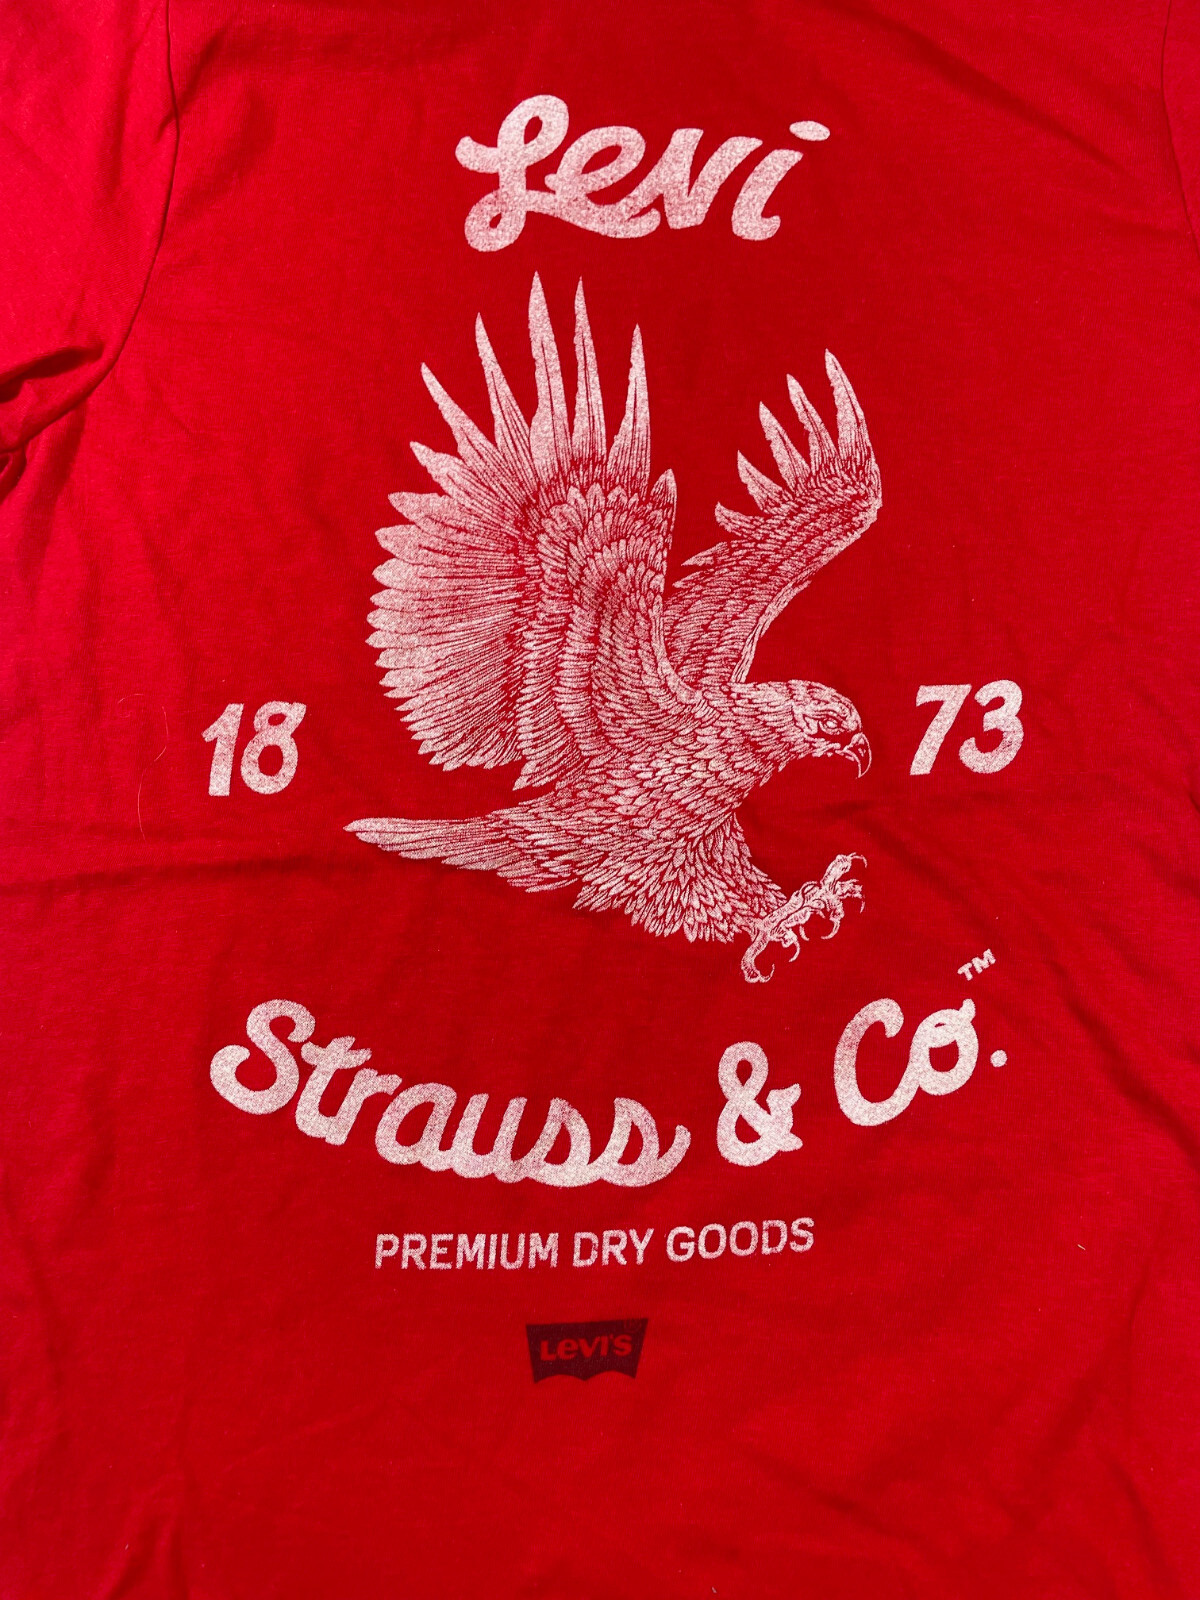 Levi
18 73
Strauss & Co.™
PREMIUM DRY GOODS
LEVI'S